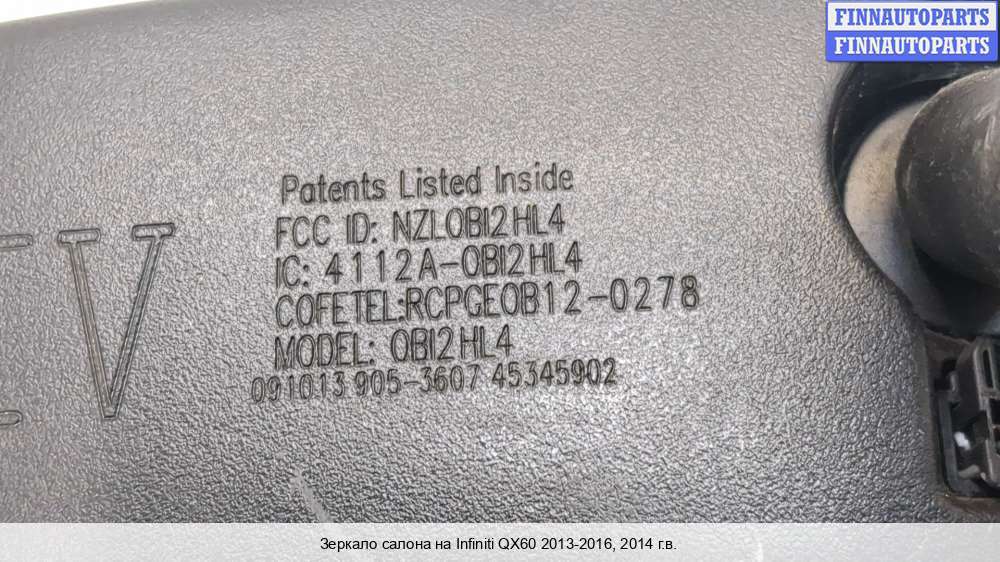 FINNAUTOPARTS
FINNAUTOPARTS
Patents Listed Inside
FCC ID: NZLOBI2HL4
IC: 4112A-OBI2HL4
COFETEL:RCPGEOB12-0278
MODEL: OBI2HL4
091013 905-3607 45345902
Зеркало салона на Infiniti QX60 2013-2016, 2014 г.в.